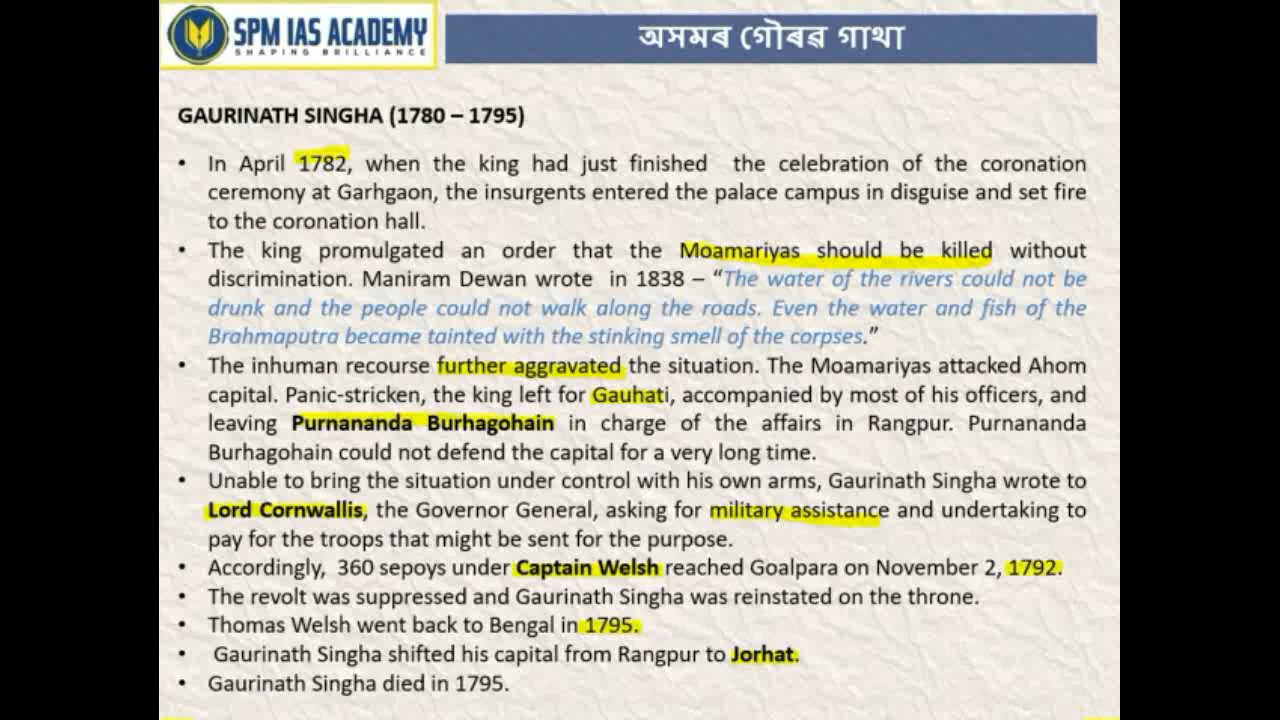 SPM IAS ACADEMY
SHAPING BRILLIANCE
অসমৰ গৌৰৱ গাথা
GAURINATH SINGHA (1780 – 1795)
• In April 1782, when the king had just finished the celebration of the coronation
ceremony at Garhgaon, the insurgents entered the palace campus in disguise and set fire
to the coronation hall.
• The king promulgated an order that the Moamariyas should be killed without
discrimination. Maniram Dewan wrote in 1838 – “The water of the rivers could not be
drunk and the people could not walk along the roads. Even the water and fish of the
Brahmaputra became tainted with the stinking smell of the corpses.”
• The inhuman recourse further aggravated the situation. The Moamariyas attacked Ahom
capital. Panic-stricken, the king left for Gauhati, accompanied by most of his officers, and
leaving Purnananda Burhagohain in charge of the affairs in Rangpur. Purnananda
Burhagohain could not defend the capital for a very long time.
• Unable to bring the situation under control with his own arms, Gaurinath Singha wrote to
Lord Cornwallis, the Governor General, asking for military assistance and undertaking to
pay for the troops that might be sent for the purpose.
• Accordingly, 360 sepoys under Captain Welsh reached Goalpara on November 2, 1792.
• The revolt was suppressed and Gaurinath Singha was reinstated on the throne.
• Thomas Welsh went back to Bengal in 1795.
• Gaurinath Singha shifted his capital from Rangpur to Jorhat.
• Gaurinath Singha died in 1795.